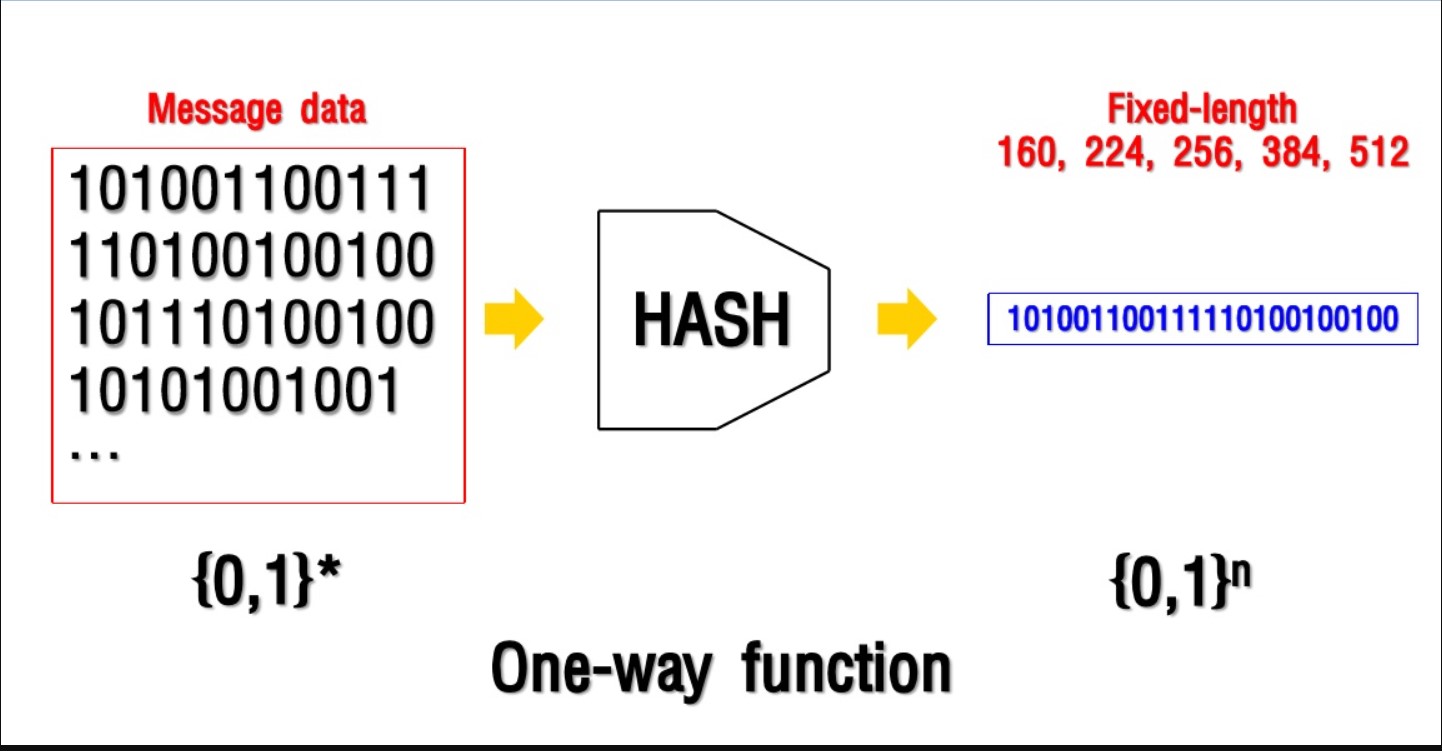 Message data
101001100111
110100100100
101110100100
10101001001
...
{0,1}*
HASH
Fixed-length
160, 224, 256, 384, 512
101001100111110100100100
{0,1}ⁿ
One-way function